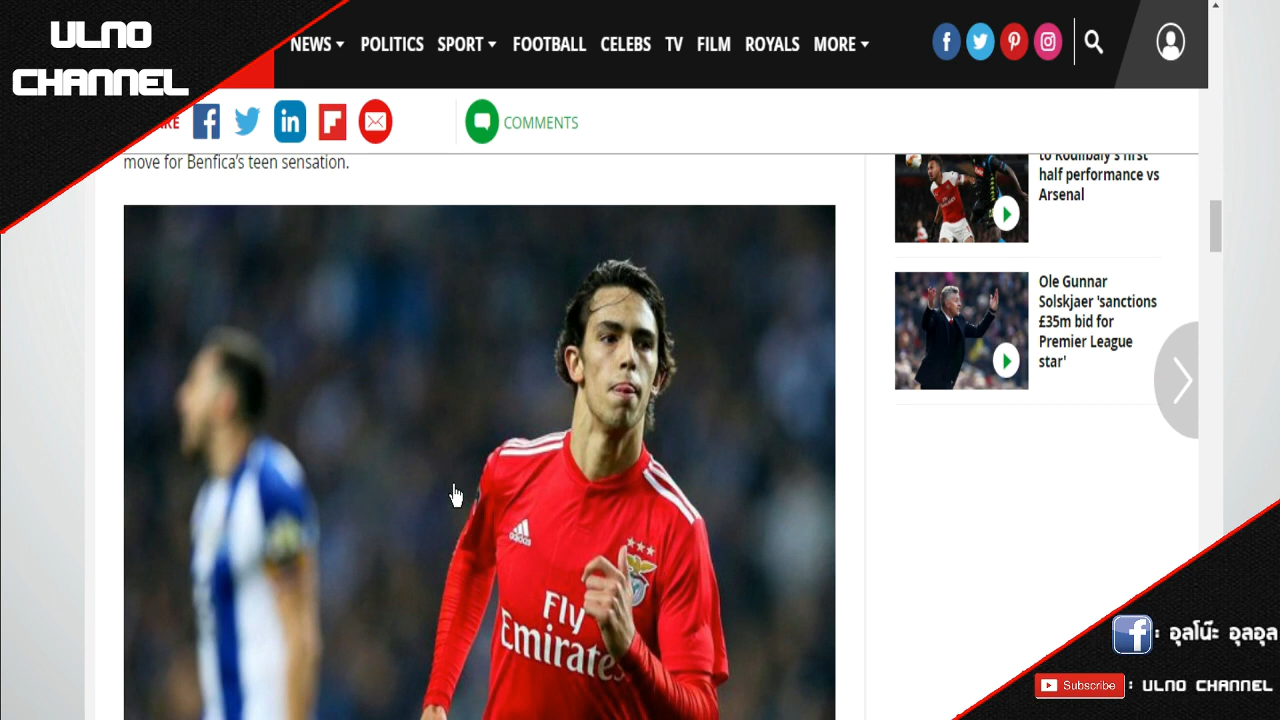 ULNO
CHANNEL
NEWS
POLITICS
SPORT
FOOTBALL
CELEBS
TV
FILM
ROYALS
MORE
COMMENTS
move for Benfica's teen sensation.
half performance vs
Arsenal
Ole Gunnar
Solskjaer 'sanctions
£35m bid for
Premier League
star'
adidas
Fly
Emirates
: อุลโน๊ะ อุลอุล
Subscribe : ULNO CHANNEL